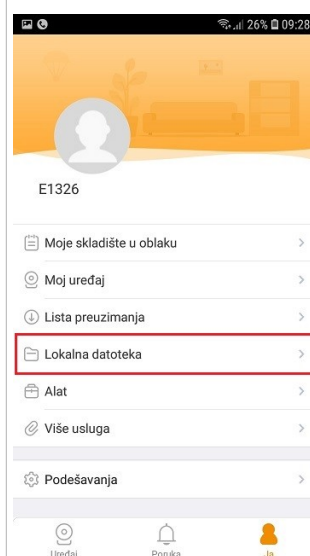 26% 09:28
E1326
Moje skladište u oblaku
Moj uređaj
Lista preuzimanja
Lokalna datoteka
Alat
Više usluga
Podešavanja
Uređaj Poruka Ja